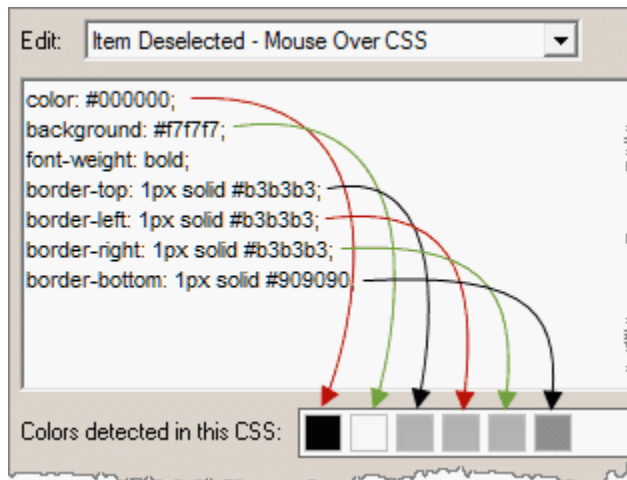 Edit: Item Deselected - Mouse Over CSS
color: #000000;
background: #f7f7f7;
font-weight: bold;
border-top: 1px solid #b3b3b3;
border-left: 1px solid #b3b3b3;
border-right: 1px solid #b3b3b3;
border-bottom: 1px solid #909090;
Colors detected in this CSS: